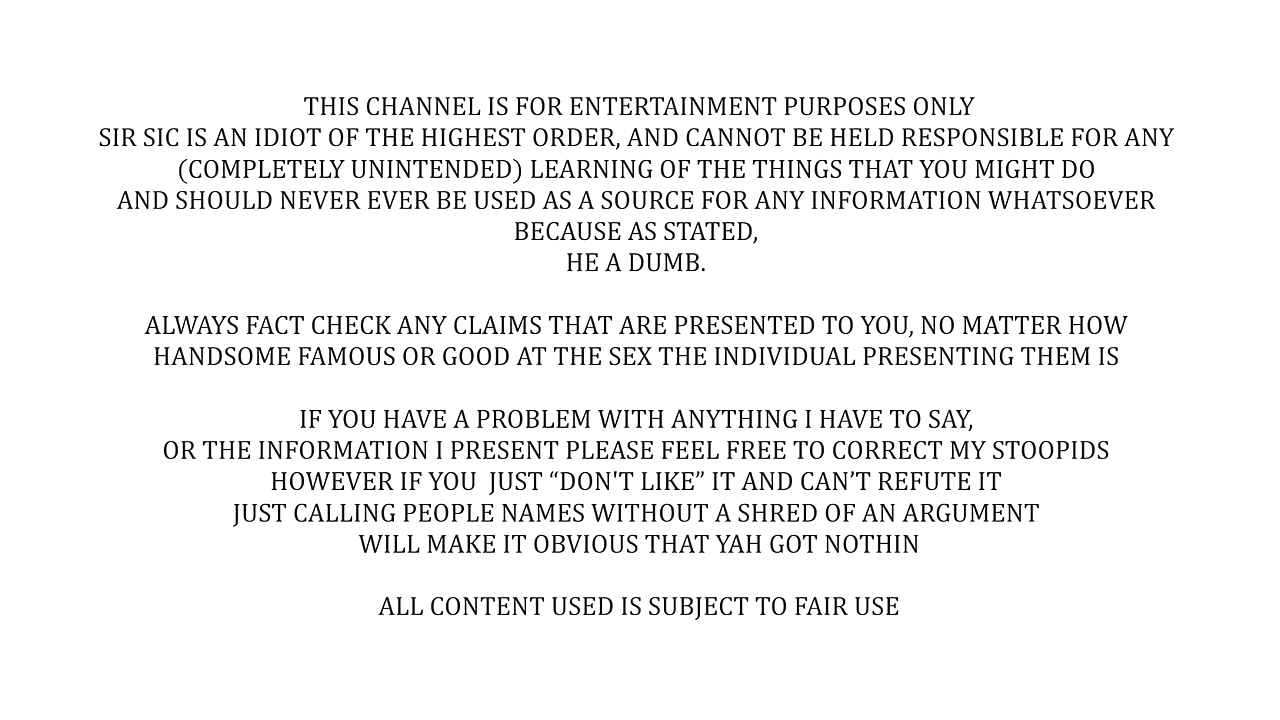 THIS CHANNEL IS FOR ENTERTAINMENT PURPOSES ONLY
SIR SIC IS AN IDIOT OF THE HIGHEST ORDER, AND CANNOT BE HELD RESPONSIBLE FOR ANY
(COMPLETELY UNINTENDED) LEARNING OF THE THINGS THAT YOU MIGHT DO
AND SHOULD NEVER EVER BE USED AS A SOURCE FOR ANY INFORMATION WHATSOEVER
BECAUSE AS STATED,
HE A DUMB.
ALWAYS FACT CHECK ANY CLAIMS THAT ARE PRESENTED TO YOU, NO MATTER HOW
HANDSOME FAMOUS OR GOOD AT THE SEX THE INDIVIDUAL PRESENTING THEM IS
IF YOU HAVE A PROBLEM WITH ANYTHING I HAVE TO SAY,
OR THE INFORMATION I PRESENT PLEASE FEEL FREE TO CORRECT MY STOOPIDS
HOWEVER IF YOU  JUST “DON'T LIKE” IT AND CAN’T REFUTE IT
JUST CALLING PEOPLE NAMES WITHOUT A SHRED OF AN ARGUMENT
WILL MAKE IT OBVIOUS THAT YAH GOT NOTHIN
ALL CONTENT USED IS SUBJECT TO FAIR USE